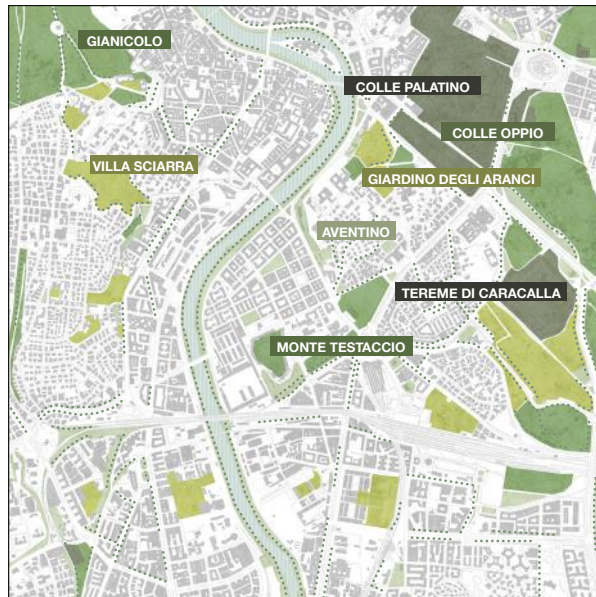 GIANICOLO
COLLE PALATINO
COLLE OPPIO
VILLA SCIARRA
GIARDINO DEGLI ARANCI
AVENTINO
TEREME DI CARACALLA
MONTE TESTACCIO